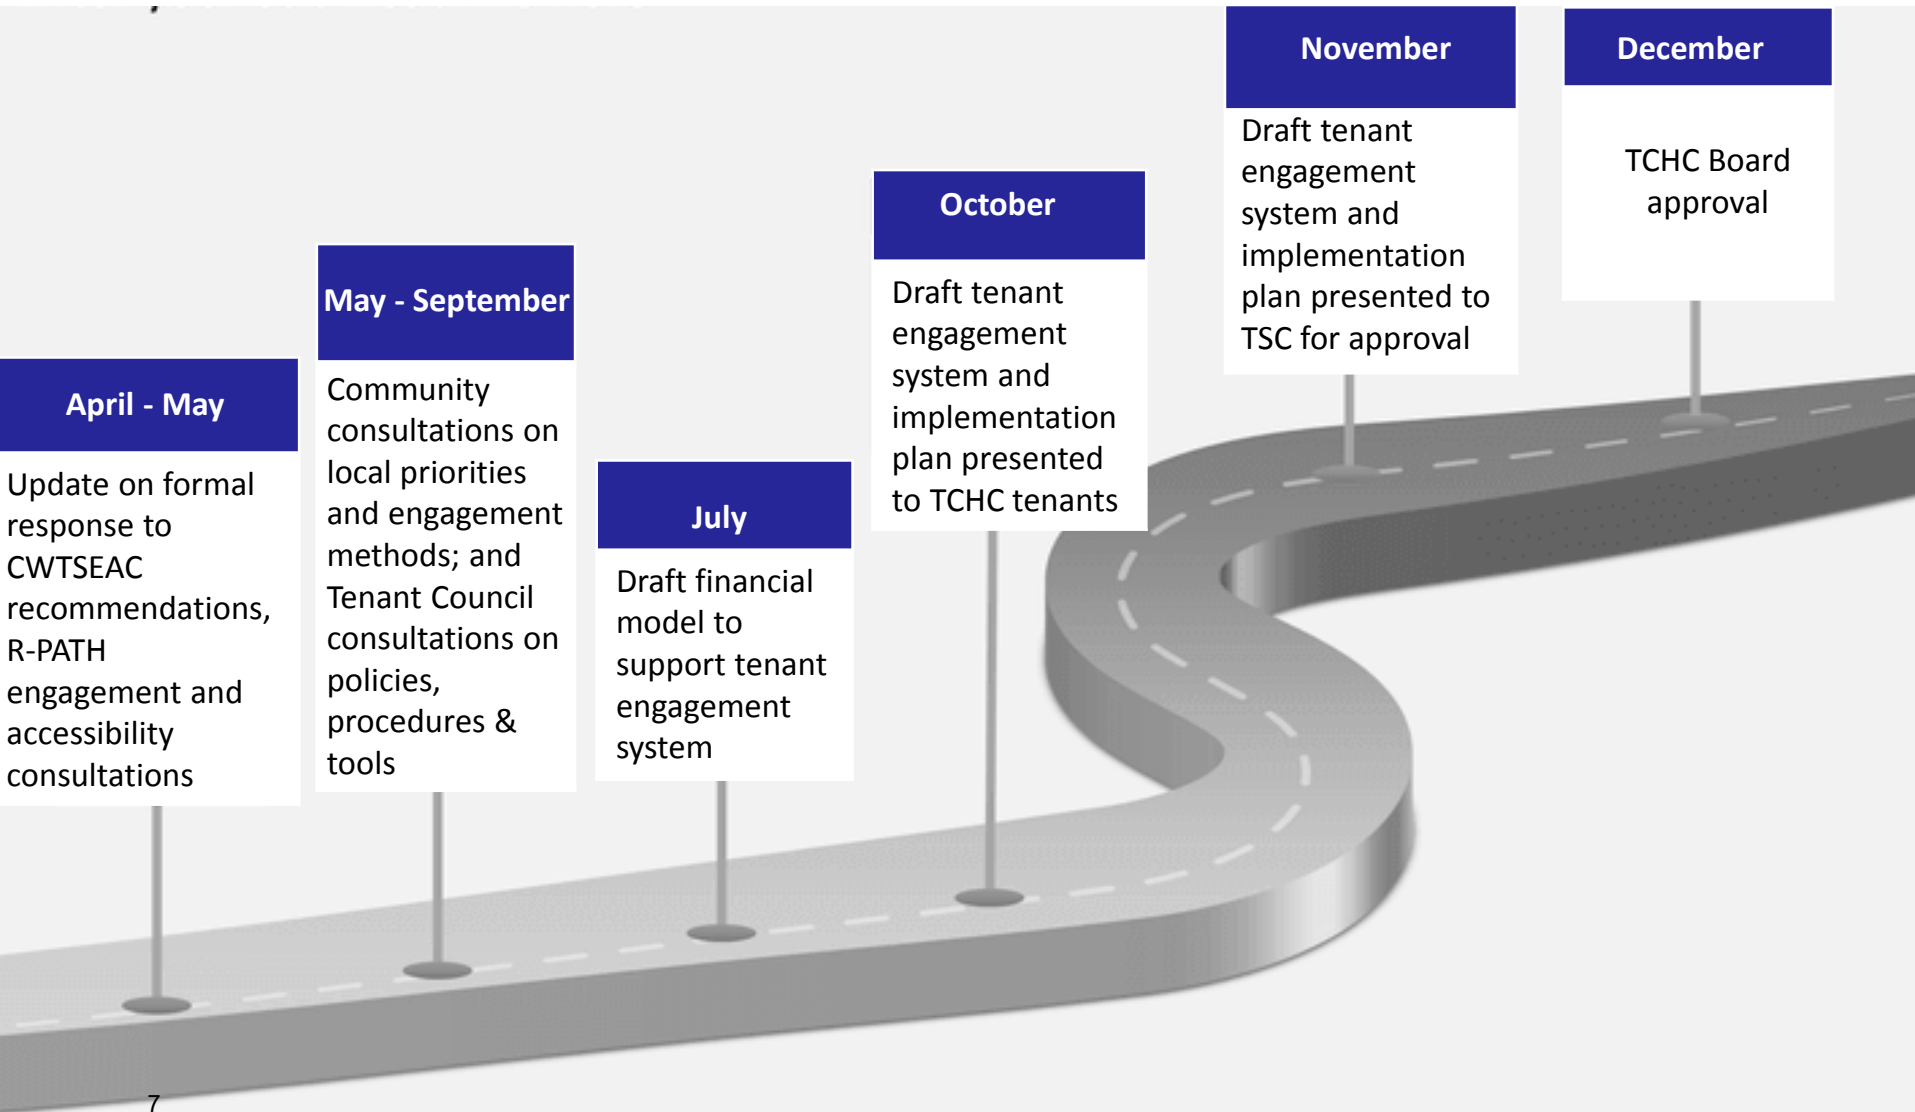 April - May
Update on formal
response to
CWTSEAC
recommendations,
R-PATH
engagement and
accessibility
consultations
May - September
Community
consultations on
local priorities
and engagement
methods; and
Tenant Council
consultations on
policies,
procedures &
tools
July
Draft financial
model to
support tenant
engagement
system
October
Draft tenant
engagement
system and
implementation
plan presented
to TCHC tenants
November
Draft tenant
engagement
system and
implementation
plan presented to
TSC for approval
December
TCHC Board
approval
7